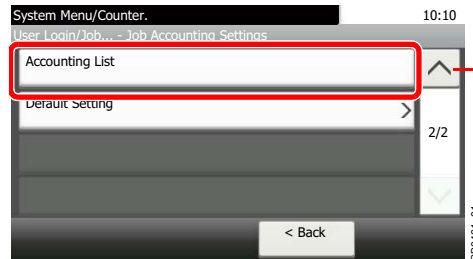 System Menu/Counter.
10:10
User Login/Job... - Job Accounting Settings
Accounting List
Default Setting
2/2
< Back